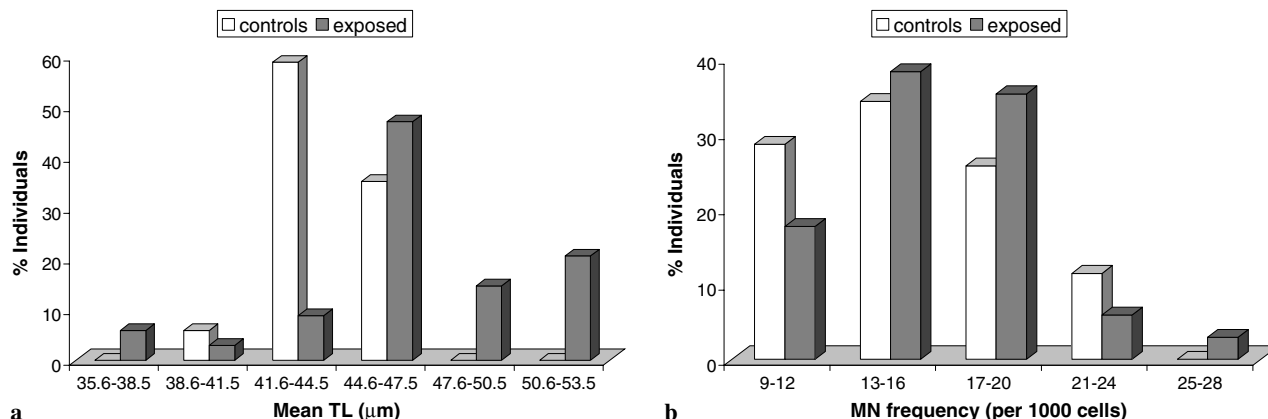 controls exposed
% Individuals
60
50
40
30
20
10
0
35.6-38.5 38.6-41.5 41.6-44.5 44.6-47.5 47.6-50.5 50.6-53.5
Mean TL (μm)
a
controls exposed
% Individuals
40
30
20
10
0
9-12 13-16 17-20 21-24 25-28
MN frequency (per 1000 cells)
b